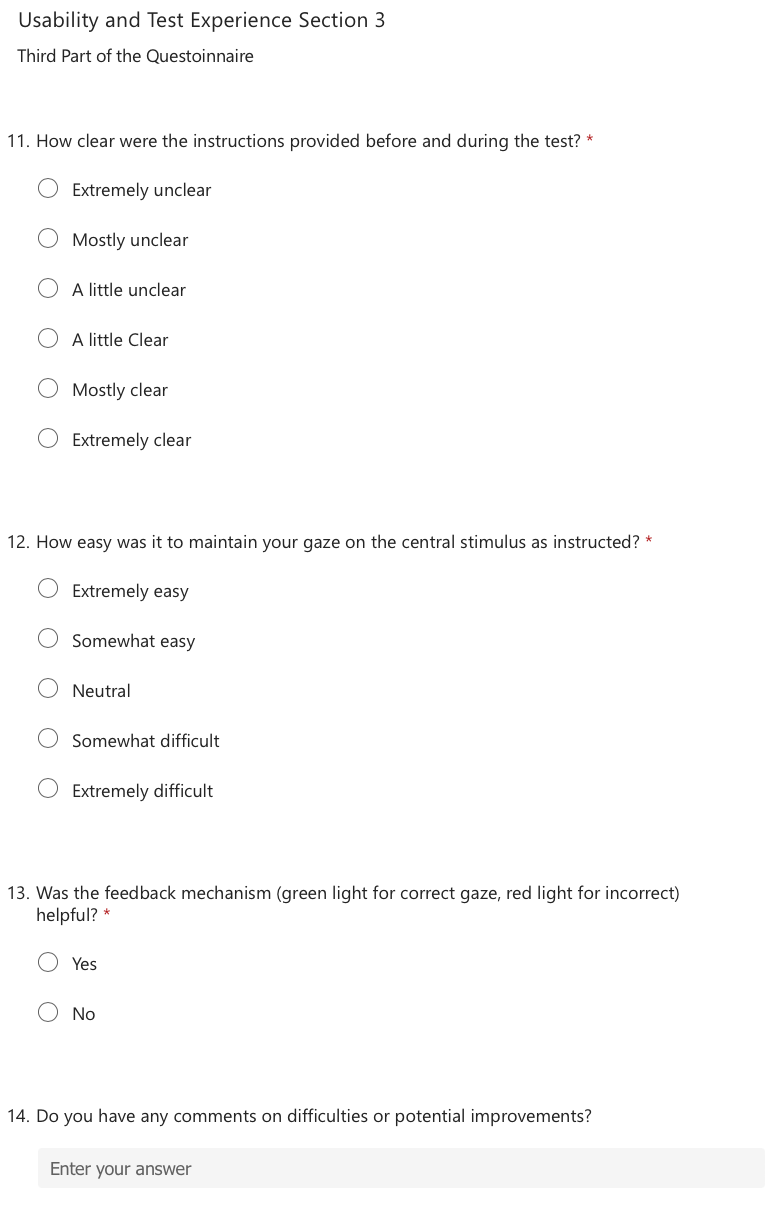 Usability and Test Experience Section 3
Third Part of the Questoinnaire
11. How clear were the instructions provided before and during the test? *
Extremely unclear
Mostly unclear
A little unclear
A little Clear
Mostly clear
Extremely clear
12. How easy was it to maintain your gaze on the central stimulus as instructed? *
Extremely easy
Somewhat easy
Neutral
Somewhat difficult
Extremely difficult
13. Was the feedback mechanism (green light for correct gaze, red light for incorrect)
helpful? *
Yes
No
14. Do you have any comments on difficulties or potential improvements?
Enter your answer